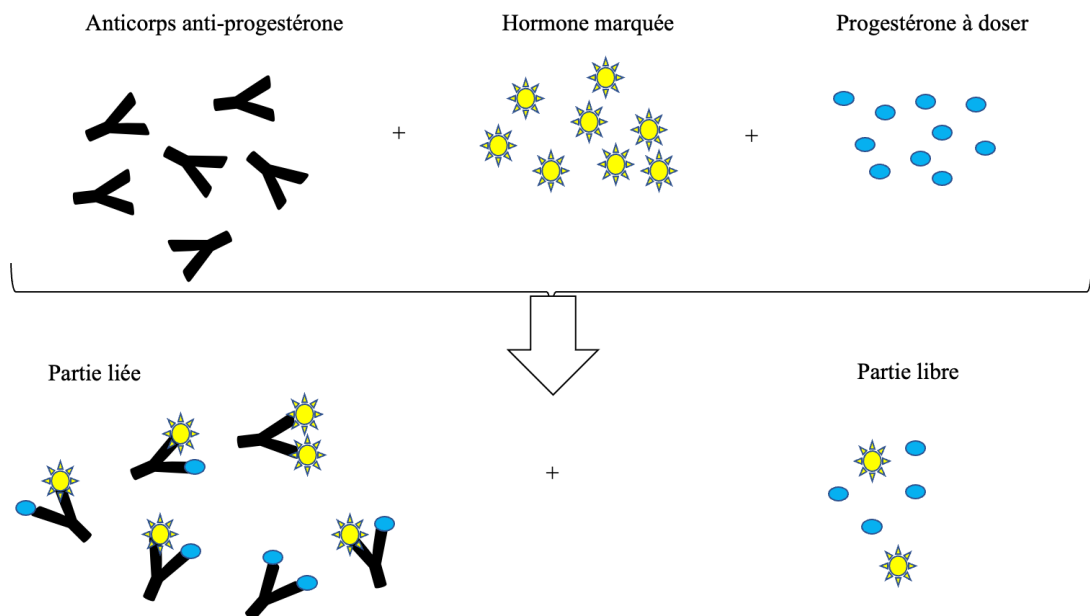 Anticorps anti-progestérone
Hormone marquée
Progestérone à doser
+
+
Partie liée
Partie libre
+